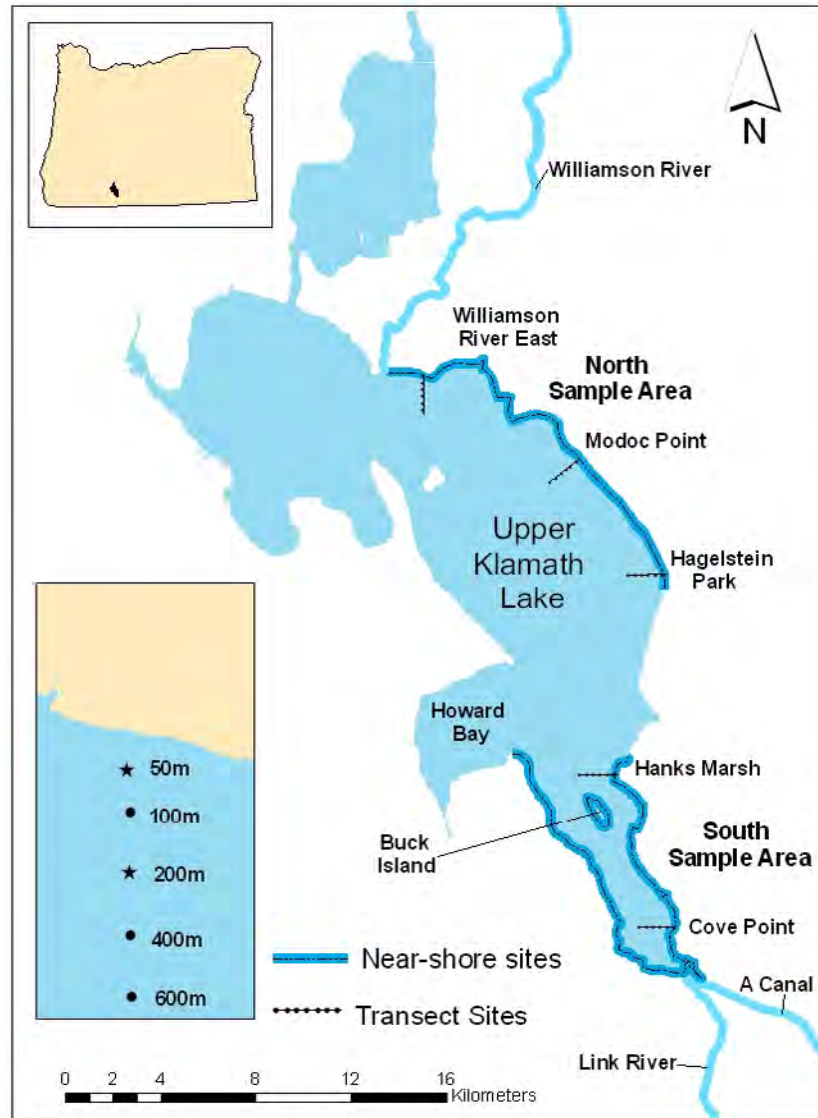 N
Williamson River
Williamson
River East
North
Sample Area
Modoc Point
Upper
Klamath
Lake
Hagelstein
Park
Howard
Bay
Hanks Marsh
Buck
Island
South
Sample Area
Cove Point
A Canal
Link River
50m
100m
200m
400m
600m
Near-shore sites
Transect Sites
0 2 4 8 12 16
Kilometers